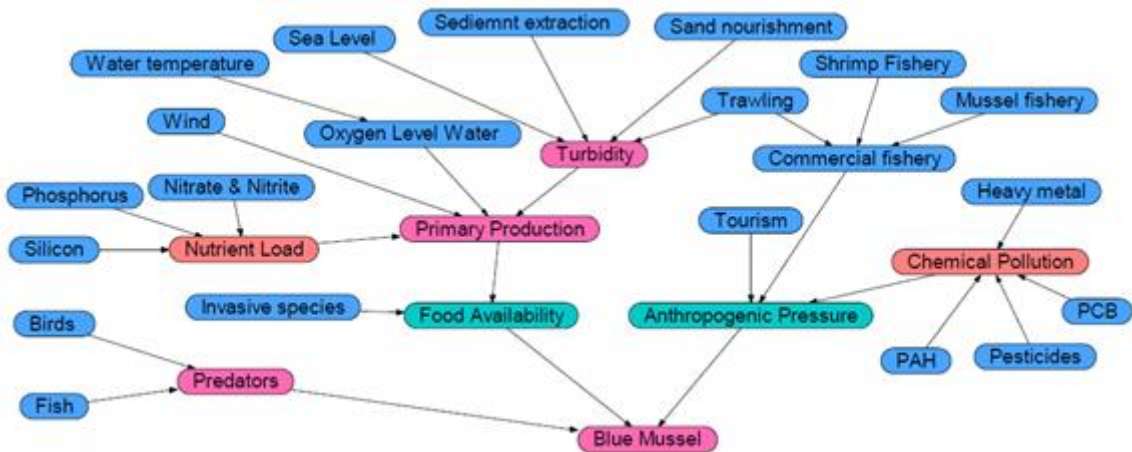 Sediemnt extraction
Sand nourishment
Sea Level
Water temperature
Shrimp Fishery
Trawling
Mussel fishery
Wind
Oxygen Level Water
Turbidity
Commercial fishery
Phosphorus
Nitrate & Nitrite
Heavy metal
Silicon
Nutrient Load
Primary Production
Tourism
Chemical Pollution
Invasive species
Food Availability
Anthropogenic Pressure
PCB
Birds
PAH
Pesticides
Predators
Fish
Blue Mussel